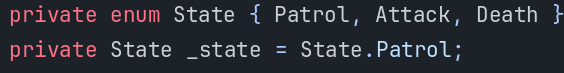 private enum State { Patrol, Attack, Death }
private State _state = State.Patrol;